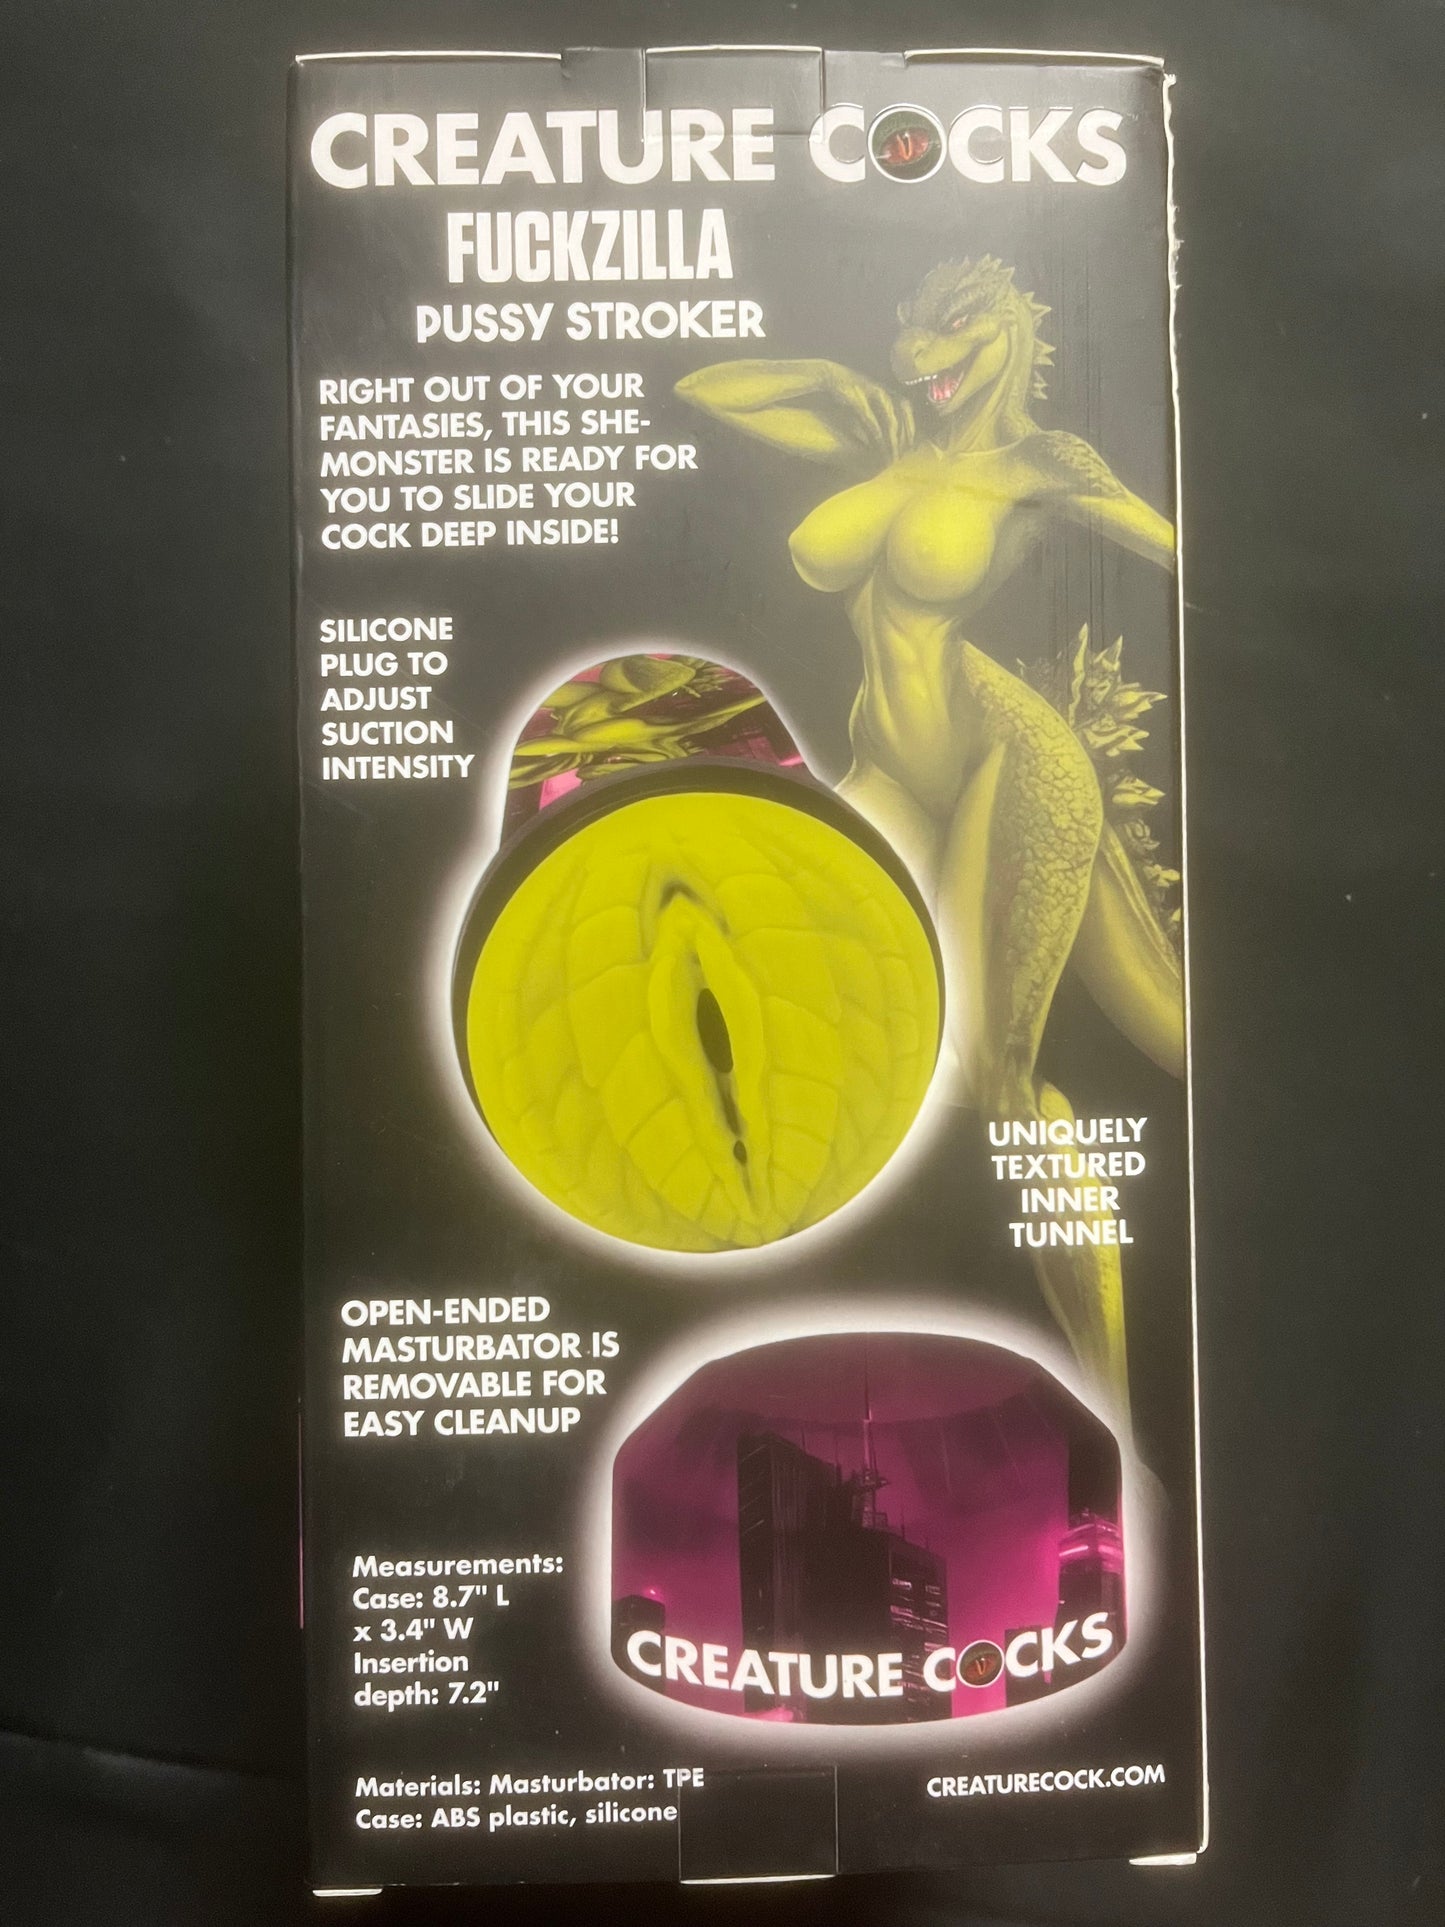 CREATURE COCKS
FUCKZILLA
PUSSY STROKER
RIGHT OUT OF YOUR
FANTASIES, THIS SHE-
MONSTER IS READY FOR
YOU TO SLIDE YOUR
COCK DEEP INSIDE!
SILICONE
PLUG TO
ADJUST
SUCTION
INTENSITY
UNIQUELY
TEXTURED
INNER
TUNNEL
OPEN-ENDED
MASTURBATOR IS
REMOVABLE FOR
EASY CLEANUP
Measurements:
Case: 8.7" L
x 3.4" W
Insertion
depth: 7.2"
CREATURE COCKS
Materials: Masturbator: TPE
Case: ABS plastic, silicone
CREATURECOCK.COM